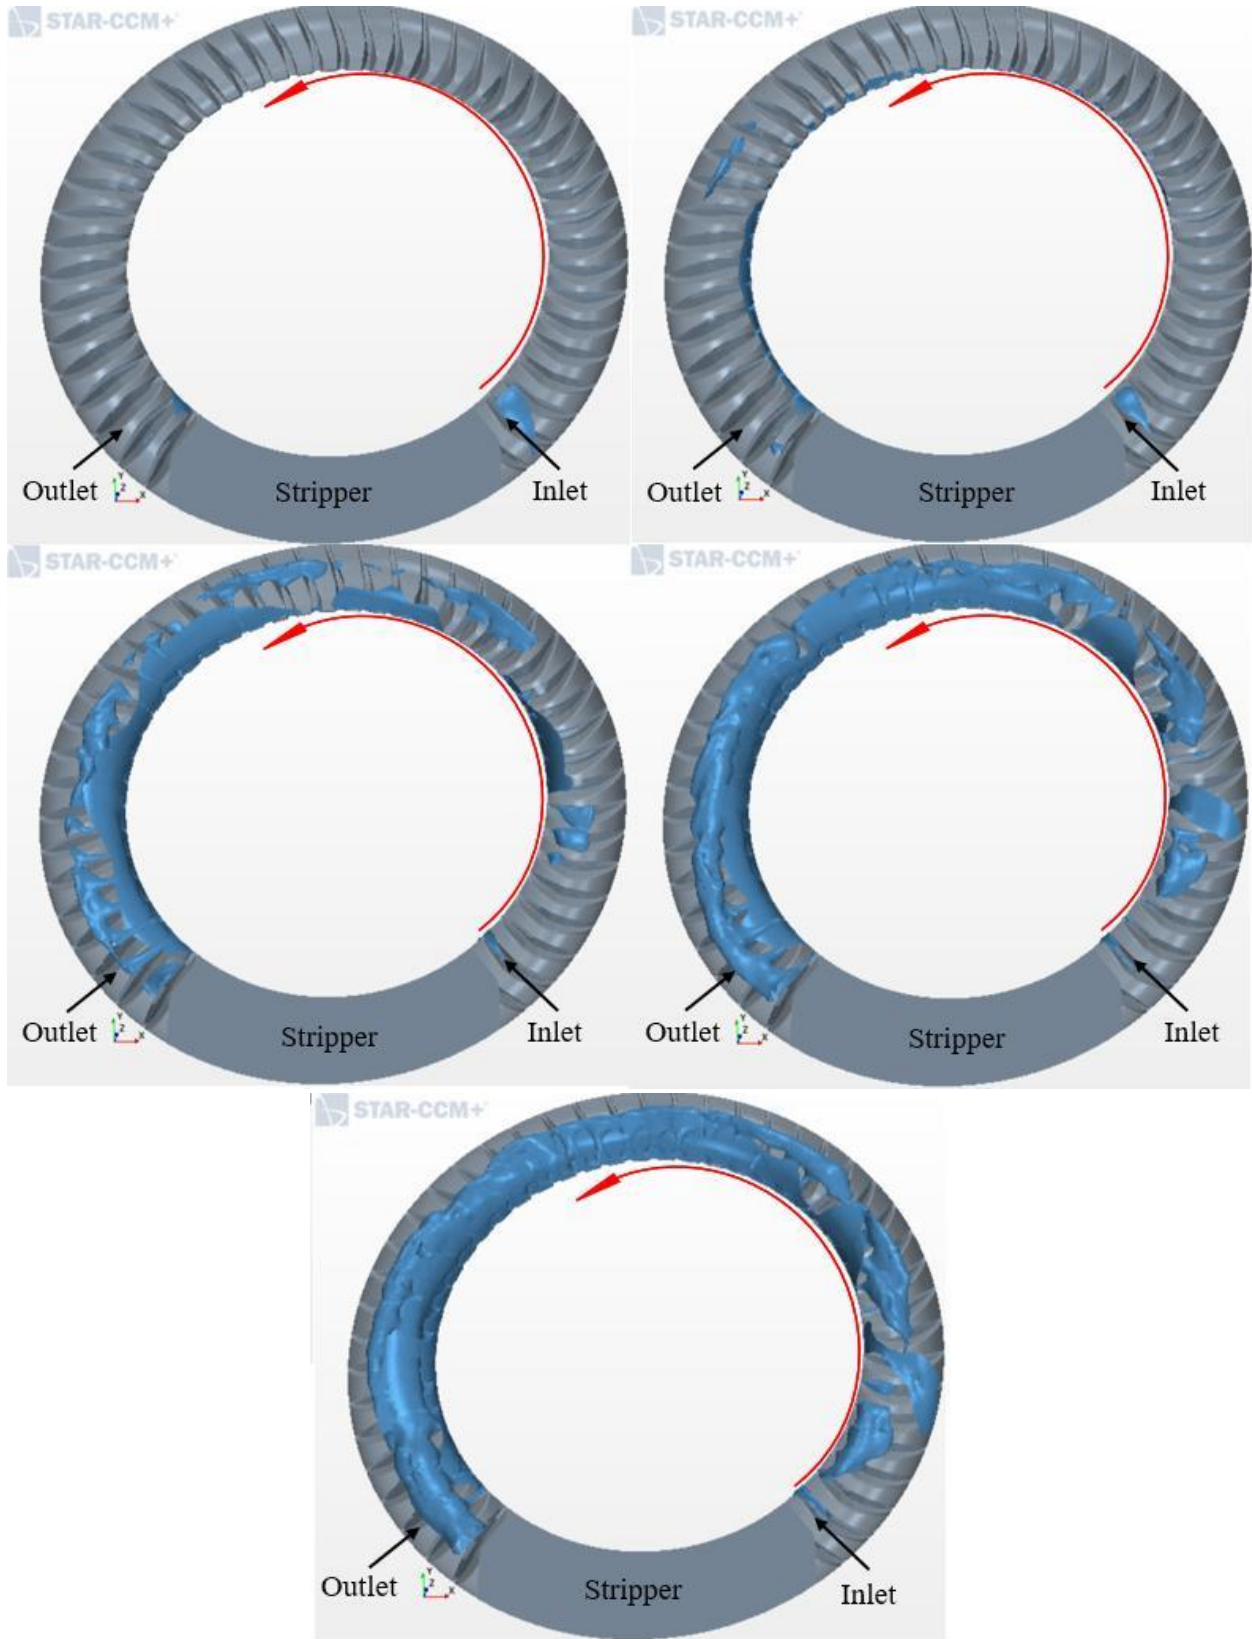 STAR-CCM+
STAR-CCM+
Outlet
Y
Z
X
Stripper
Inlet
Outlet
Y
Z
X
Stripper
Inlet
STAR-CCM+
STAR-CCM+
Outlet
Y
Z
X
Stripper
Inlet
Outlet
Y
Z
X
Stripper
Inlet
STAR-CCM+
Outlet
Y
Z
X
Stripper
Inlet